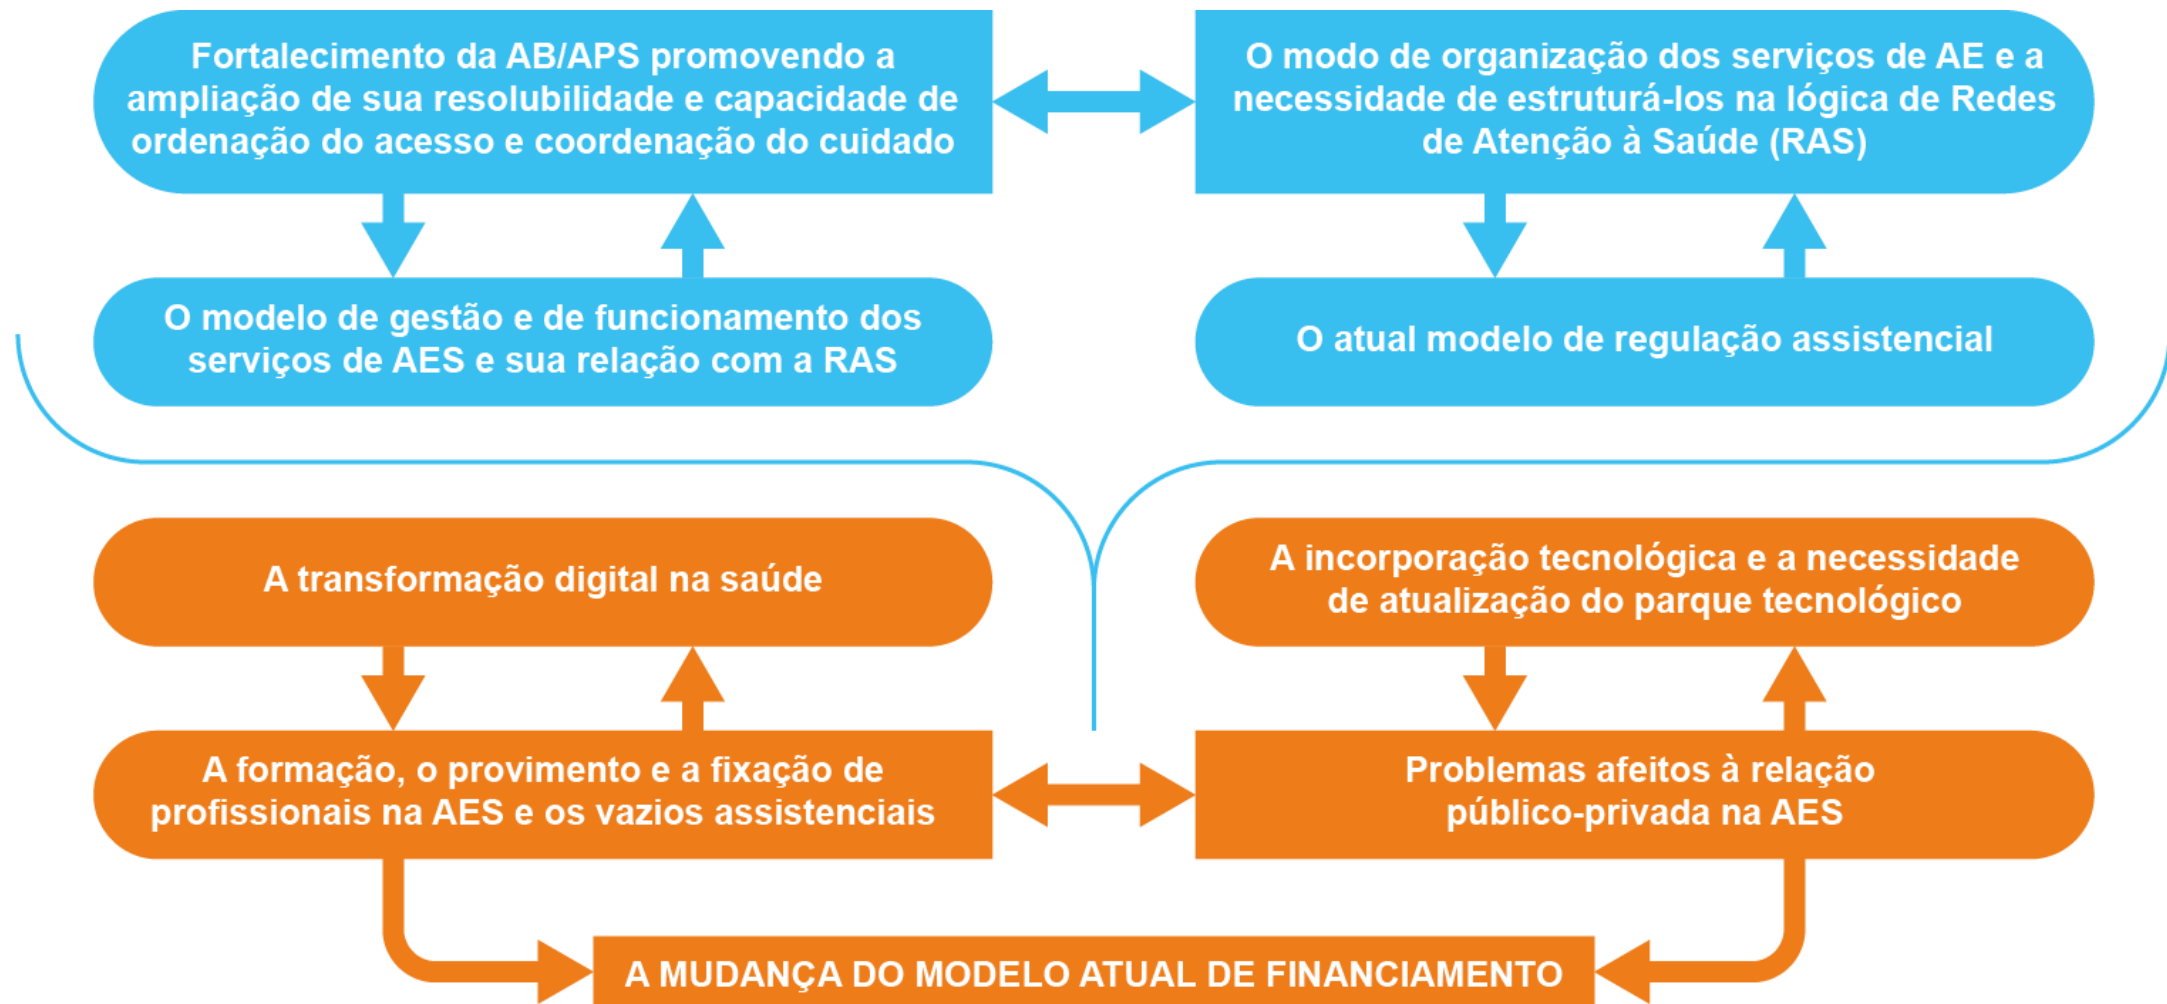 Fortalecimento da AB/APS promovendo a
ampliação de sua resolubilidade e capacidade de
ordenação do acesso e coordenação do cuidado
O modo de organização dos serviços de AE e a
necessidade de estruturá-los na lógica de Redes
de Atenção à Saúde (RAS)
O modelo de gestão e de funcionamento dos
serviços de AES e sua relação com a RAS
O atual modelo de regulação assistencial
A transformação digital na saúde
A incorporação tecnológica e a necessidade
de atualização do parque tecnológico
A formação, o provimento e a fixação de
profissionais na AES e os vazios assistenciais
Problemas afeitos à relação
público-privada na AES
A MUDANÇA DO MODELO ATUAL DE FINANCIAMENTO